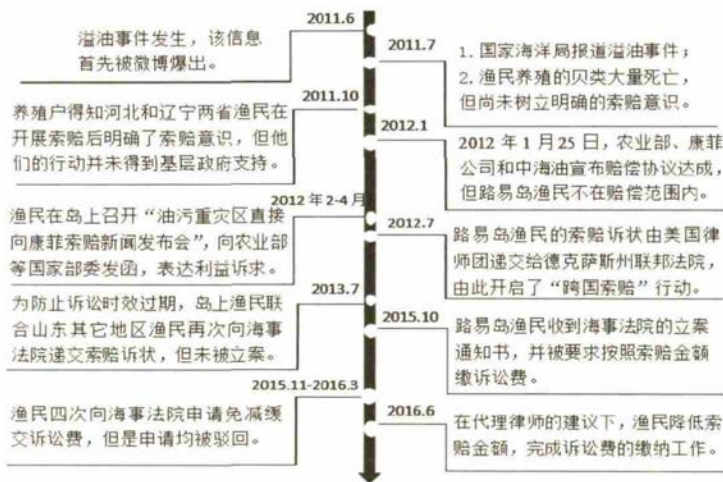 2011.6
溢油事件发生，该信息
首先被微博爆出。
2011.7
1. 国家海洋局报道溢油事件；
2. 渔民养殖的贝类大量死亡，
但尚未树立明确的索赔意识。
2011.10
养殖户得知河北和辽宁两省渔民在
开展索赔后明确了索赔意识，但他
们的行动并未得到基层政府支持。
2012.1
2012 年 1 月 25 日，农业部、康菲
公司和中海油宣布赔偿协议达成，
但路易岛渔民不在赔偿范围内。
2012 年 2-4 月
渔民在岛上召开“油污重灾区直接
向康菲索赔新闻发布会”，向农业部
等国家部委发函，表达利益诉求。
2012.7
路易岛渔民的索赔诉状由美国律
师团递交给德克萨斯州联邦法院，
由此开启了“跨国索赔”行动。
2013.7
为防止诉讼时效过期，岛上渔民联
合山东其它地区渔民再次向海事
法院递交索赔诉状，但未被立案。
2015.10
路易岛渔民收到海事法院的立案
通知书，并被要求按照索赔金额
缴诉讼费。
2015.11-2016.3
渔民四次向海事法院申请免减缓
交诉讼费，但是申请均被驳回。
2016.6
在代理律师的建议下，渔民降低索
赔金额，完成诉讼费的缴纳工作。